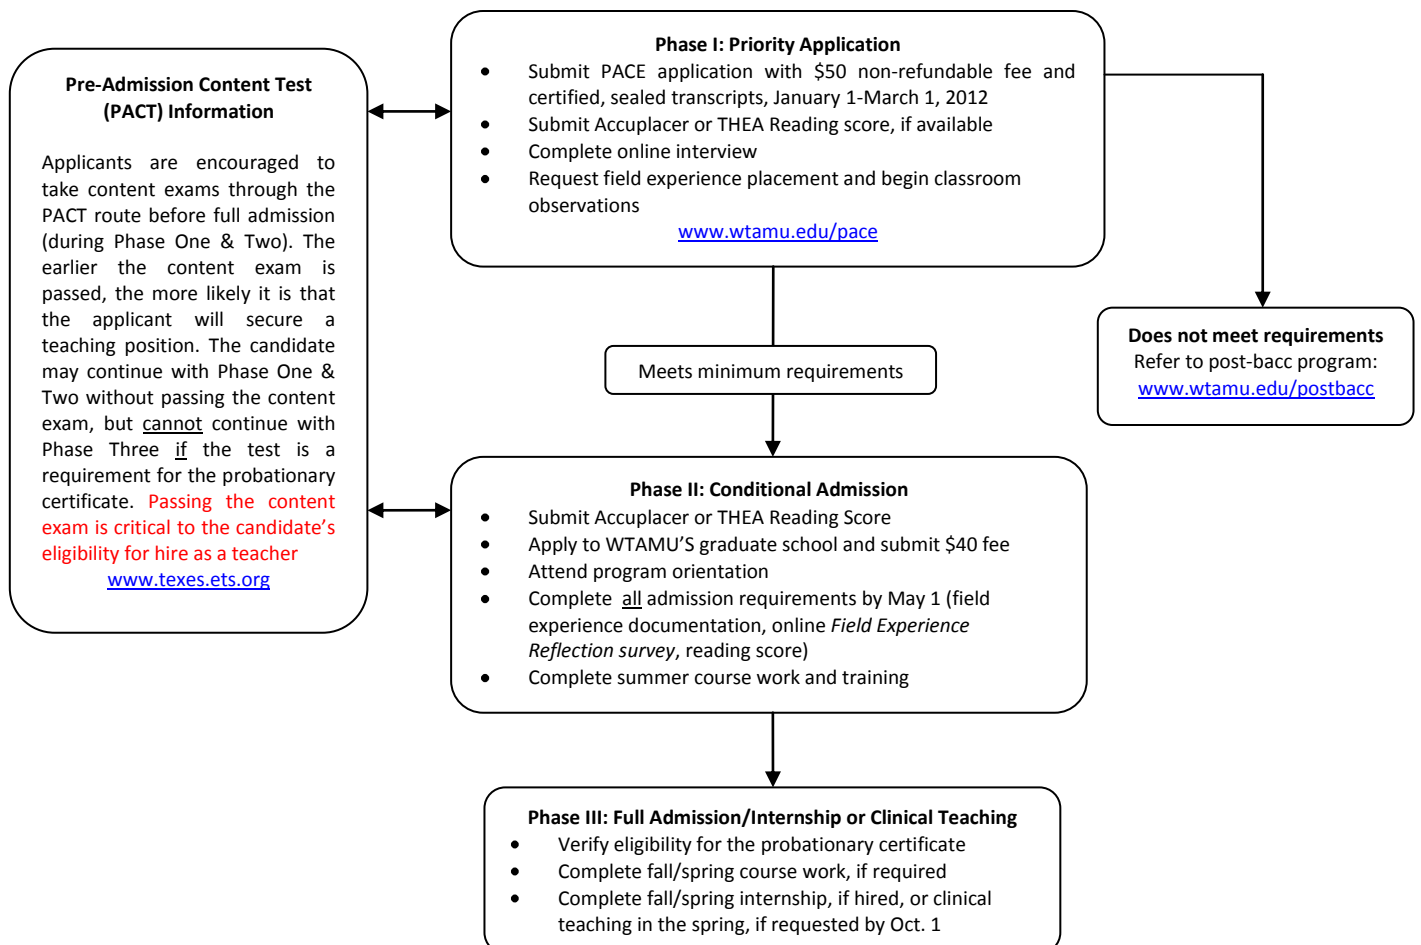 Pre-Admission Content Test
(PACT) Information
Applicants are encouraged to
take content exams through the
PACT route before full admission
(during Phase One & Two). The
earlier the content exam is
passed, the more likely it is that
the applicant will secure a
teaching position. The candidate
may continue with Phase One &
Two without passing the content
exam, but cannot continue with
Phase Three if the test is a
requirement for the probationary
certificate. Passing the content
exam is critical to the candidate's
eligibility for hire as a teacher
www.texes.ets.org
Phase I: Priority Application
• Submit PACE application with $50 non-refundable fee and
certified, sealed transcripts, January 1-March 1, 2012
• Submit Accuplacer or THEA Reading score, if available
• Complete online interview
• Request field experience placement and begin classroom
observations
www.wtamu.edu/pace
Does not meet requirements
Refer to post-bacc program:
www.wtamu.edu/postbacc
Meets minimum requirements
Phase II: Conditional Admission
• Submit Accuplacer or THEA Reading Score
• Apply to WTAMU'S graduate school and submit $40 fee
• Attend program orientation
• Complete all admission requirements by May 1 (field
experience documentation, online Field Experience
Reflection survey, reading score)
• Complete summer course work and training
Phase III: Full Admission/Internship or Clinical Teaching
• Verify eligibility for the probationary certificate
• Complete fall/spring course work, if required
• Complete fall/spring internship, if hired, or clinical
teaching in the spring, if requested by Oct. 1